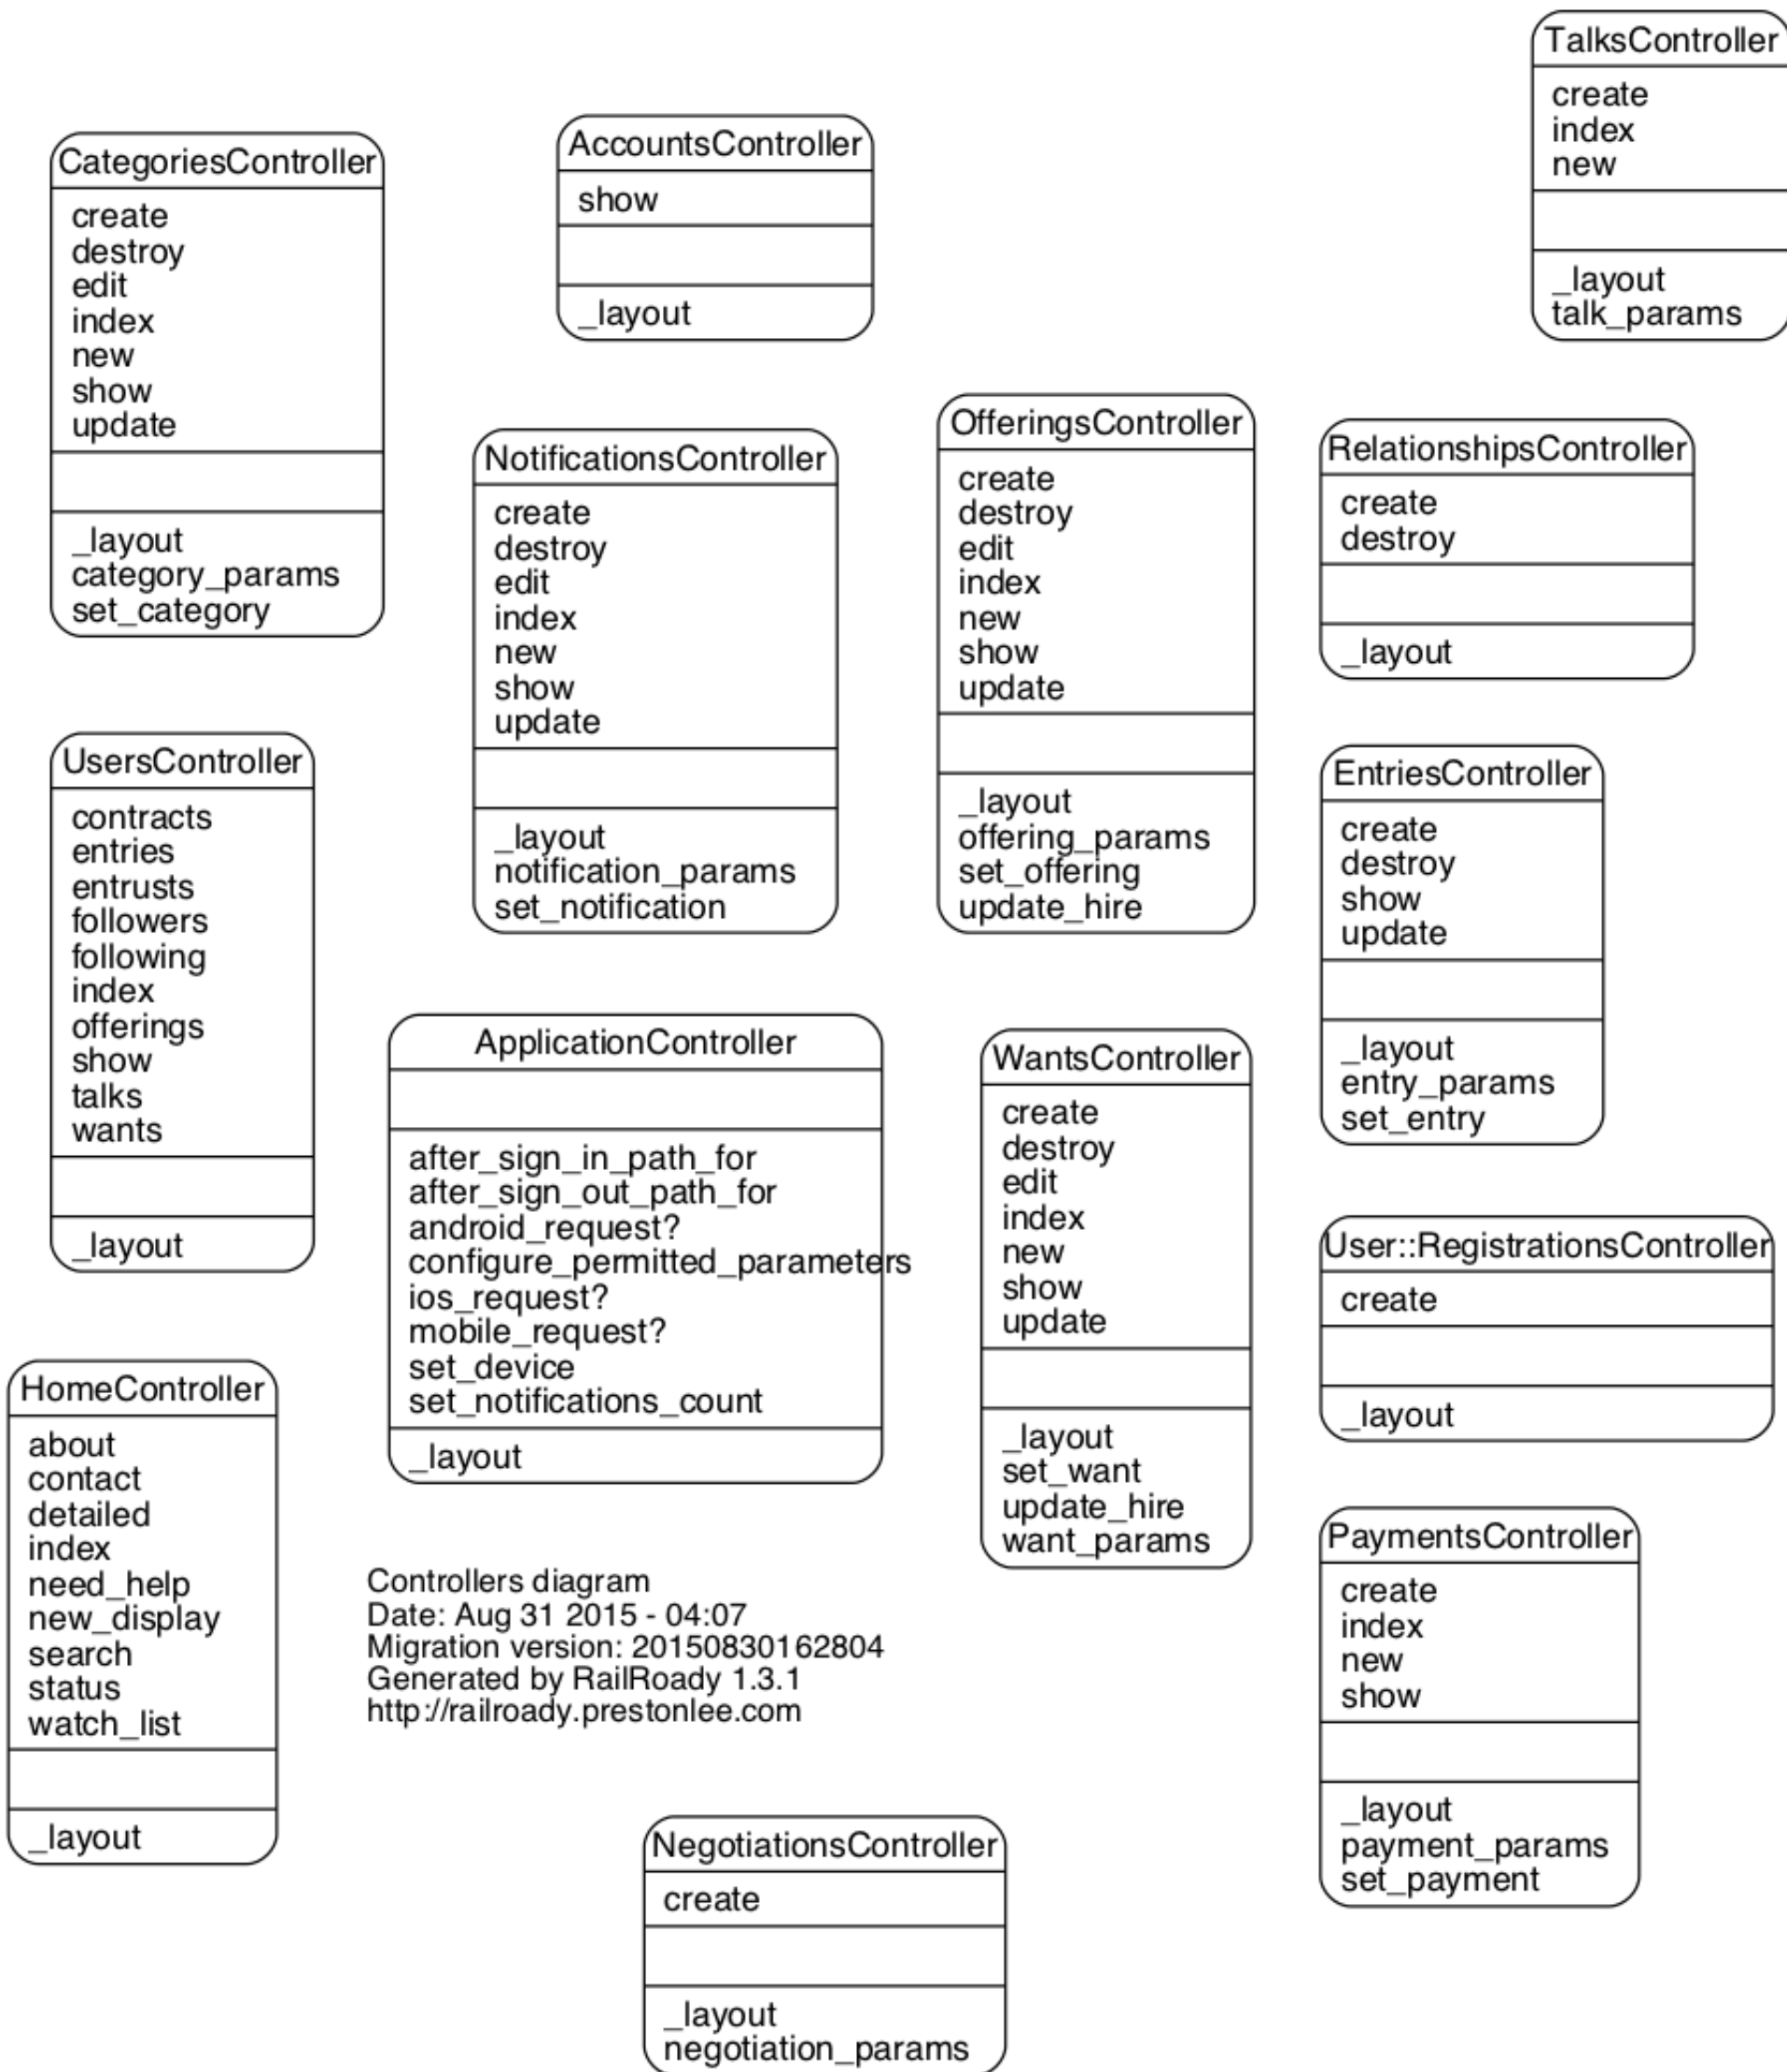 TalksController
create
index
new
_layout
talk_params
AccountsController
show
_layout
CategoriesController
create
destroy
edit
index
new
show
update
_layout
category_params
set_category
NotificationsController
create
destroy
edit
index
new
show
update
_layout
notification_params
set_notification
OfferingsController
create
destroy
edit
index
new
show
update
_layout
offering_params
set_offering
update_hire
RelationshipsController
create
destroy
_layout
UsersController
contracts
entries
entrusts
followers
following
index
offerings
show
talks
wants
_layout
EntriesController
create
destroy
show
update
_layout
entry_params
set_entry
ApplicationController
after_sign_in_path_for
after_sign_out_path_for
android_request?
configure_permitted_parameters
ios_request?
mobile_request?
set_device
set_notifications_count
_layout
WantsController
create
destroy
edit
index
new
show
update
_layout
set_want
update_hire
want_params
User::RegistrationsController
create
_layout
HomeController
about
contact
detailed
index
need_help
new_display
search
status
watch_list
_layout
Controllers diagram
Date: Aug 31 2015 - 04:07
Migration version: 20150830162804
Generated by RailRoady 1.3.1
http://railroady.prestonlee.com
PaymentsController
create
index
new
show
_layout
payment_params
set_payment
NegotiationsController
create
_layout
negotiation_params